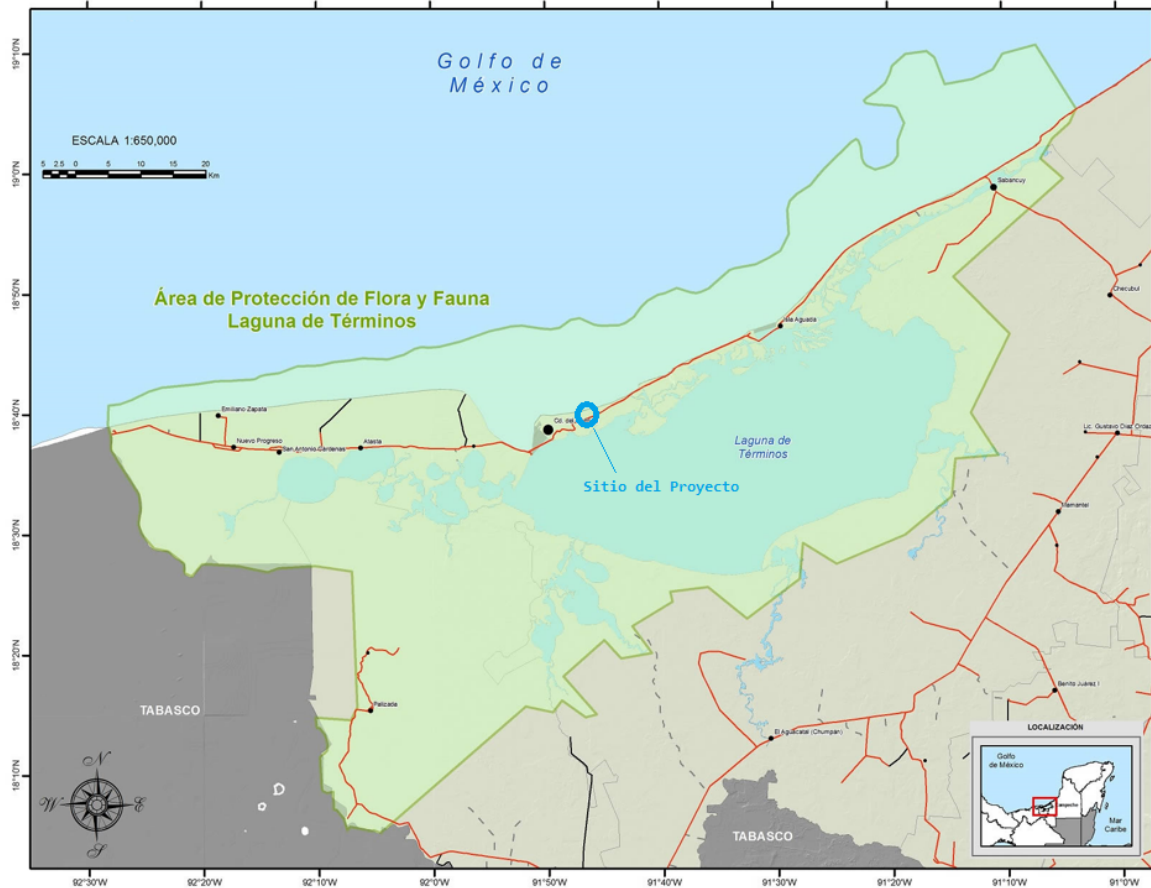 Golfo de
México
ESCALA 1:650,000
5 2.5 0 5 10 15 20
Km
Área de Protección de Flora y Fauna
Laguna de Términos
Sabancuy
Checubul
Isla Aguada
Emiliano Zapata
Nuevo Progreso
San Antonio Cárdenas
Atasta
Cd. del
Laguna de
Términos
Sitio del Proyecto
Lic. Gustavo Díaz Ordaz
Mamantel
Palizada
Benito Juárez I
El Aguacatal (Chumpan)
TABASCO
TABASCO
N
W
E
S
LOCALIZACIÓN
Golfo
de México
Campeche
Mar
Caribe
19°10'N
19°0'N
18°50'N
18°40'N
18°30'N
18°20'N
18°10'N
92°30'W
92°20'W
92°10'W
92°0'W
91°50'W
91°40'W
91°30'W
91°20'W
91°10'W
91°0'W